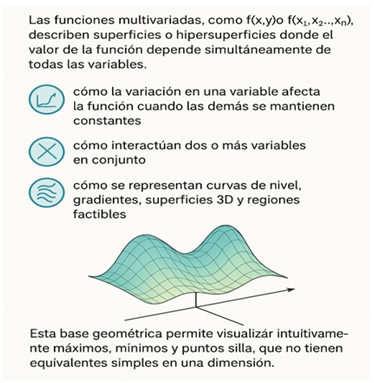 Las funciones multivariadas, como f(x,y)o f(x₁,x₂..,xₙ),
describen superficies o hipersuperficies donde el
valor de la función depende simultáneamente de
todas las variables.
cómo la variación en una variable afecta
la función cuando las demás se mantienen
constantes
cómo interactúan dos o más variables
en conjunto
cómo se representan curvas de nivel,
gradientes, superficies 3D y regiones
factibles
Esta base geométrica permite visualizár intuitivame-
nte máximos, mínimos y puntos silla, que no tienen
equivalentes simples en una dimensión.